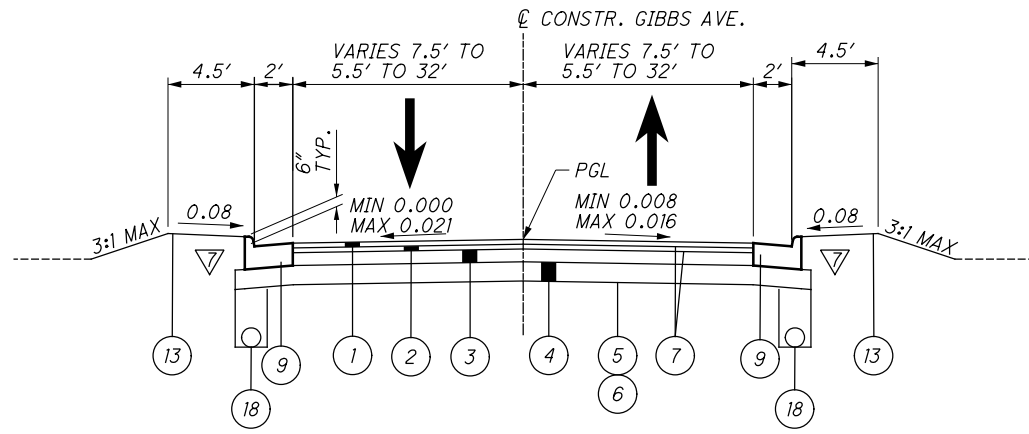 ℄ CONSTR. GIBBS AVE.
VARIES 7.5' TO
5.5' TO 32'
VARIES 7.5' TO
5.5' TO 32'
4.5'
2'
2'
4.5'
6"
TYP.
PGL
MIN 0.000
MAX 0.021
MIN 0.008
MAX 0.016
0.08
0.08
3:1 MAX
3:1 MAX
7
7
13
9
1
2
3
4
5
7
9
13
6
18
18